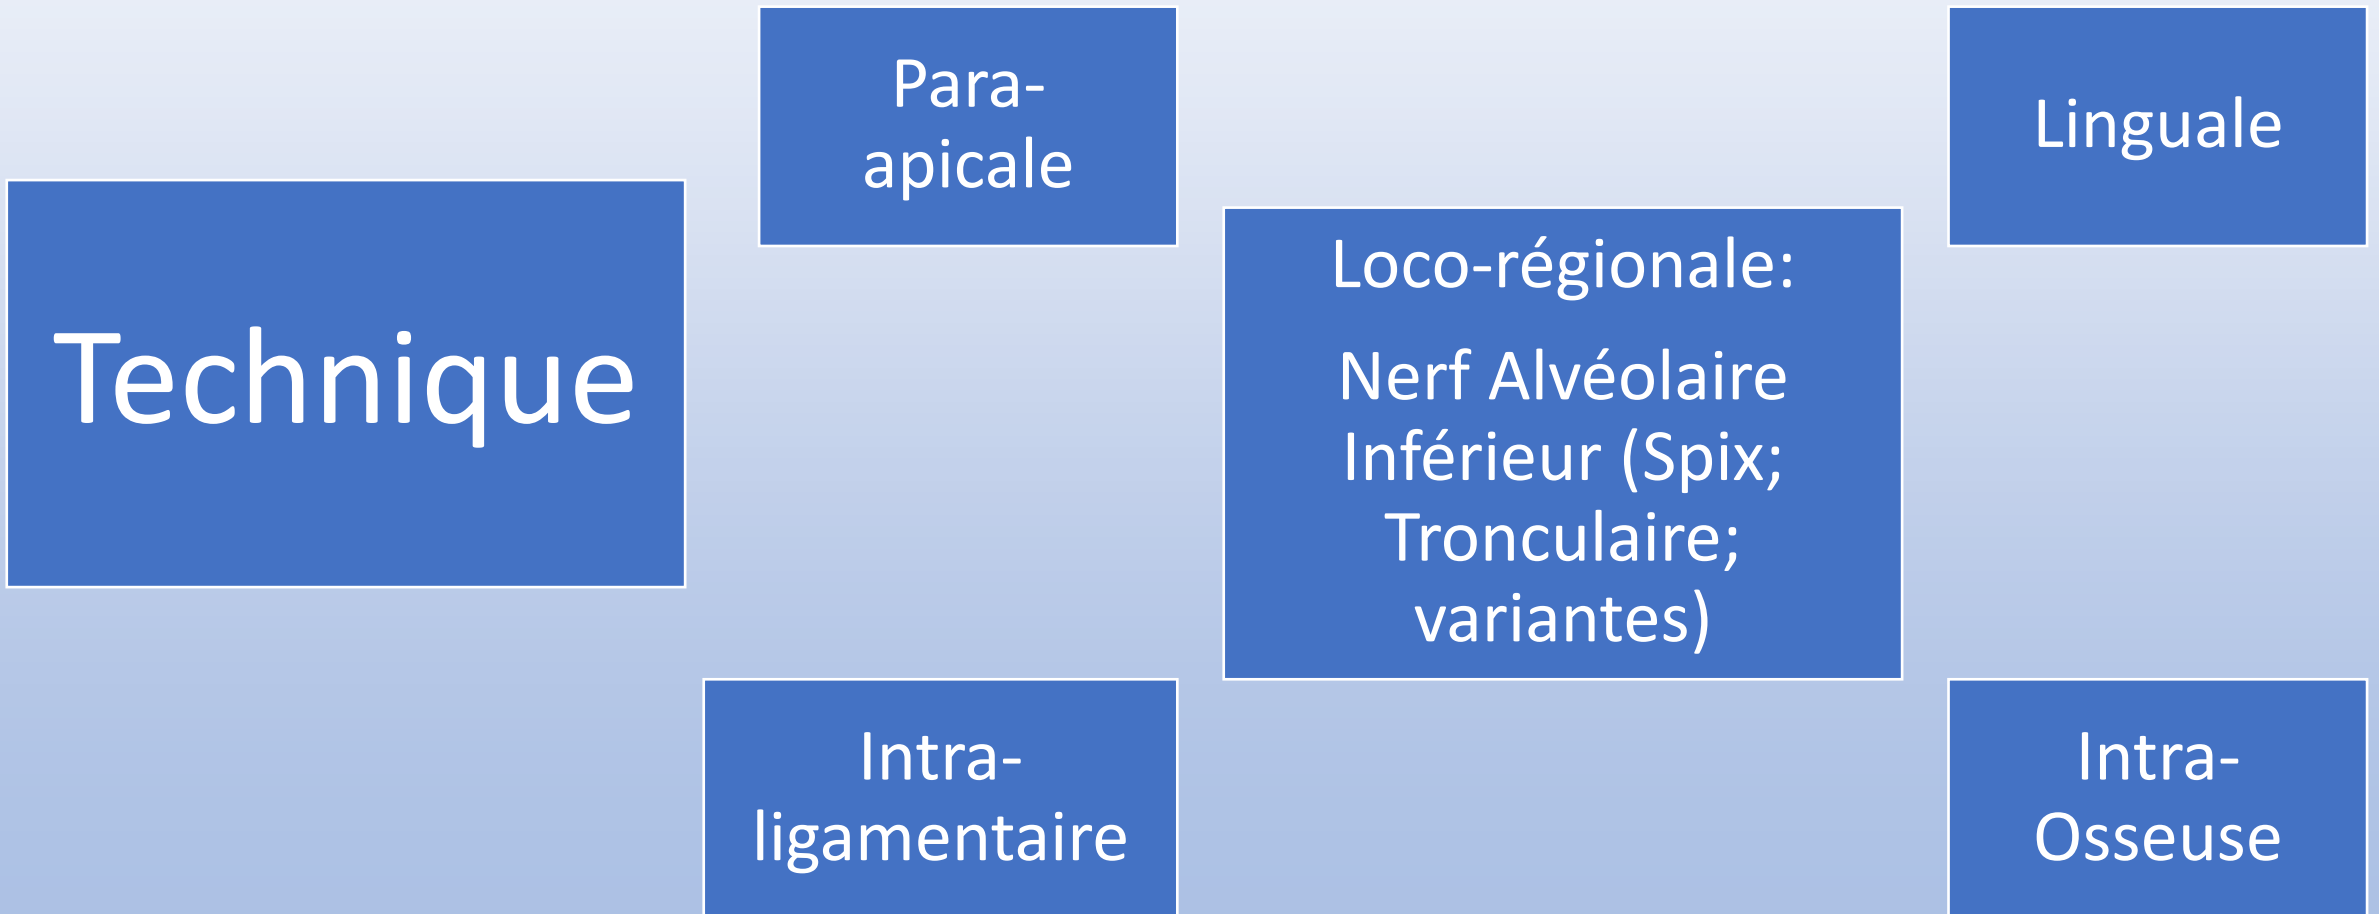 Technique
Para-
apicale
Intra-
ligamentaire
Loco-régionale:
Nerf Alvéolaire
Inférieur (Spix;
Tronculaire;
variantes)
Linguale
Intra-
Osseuse